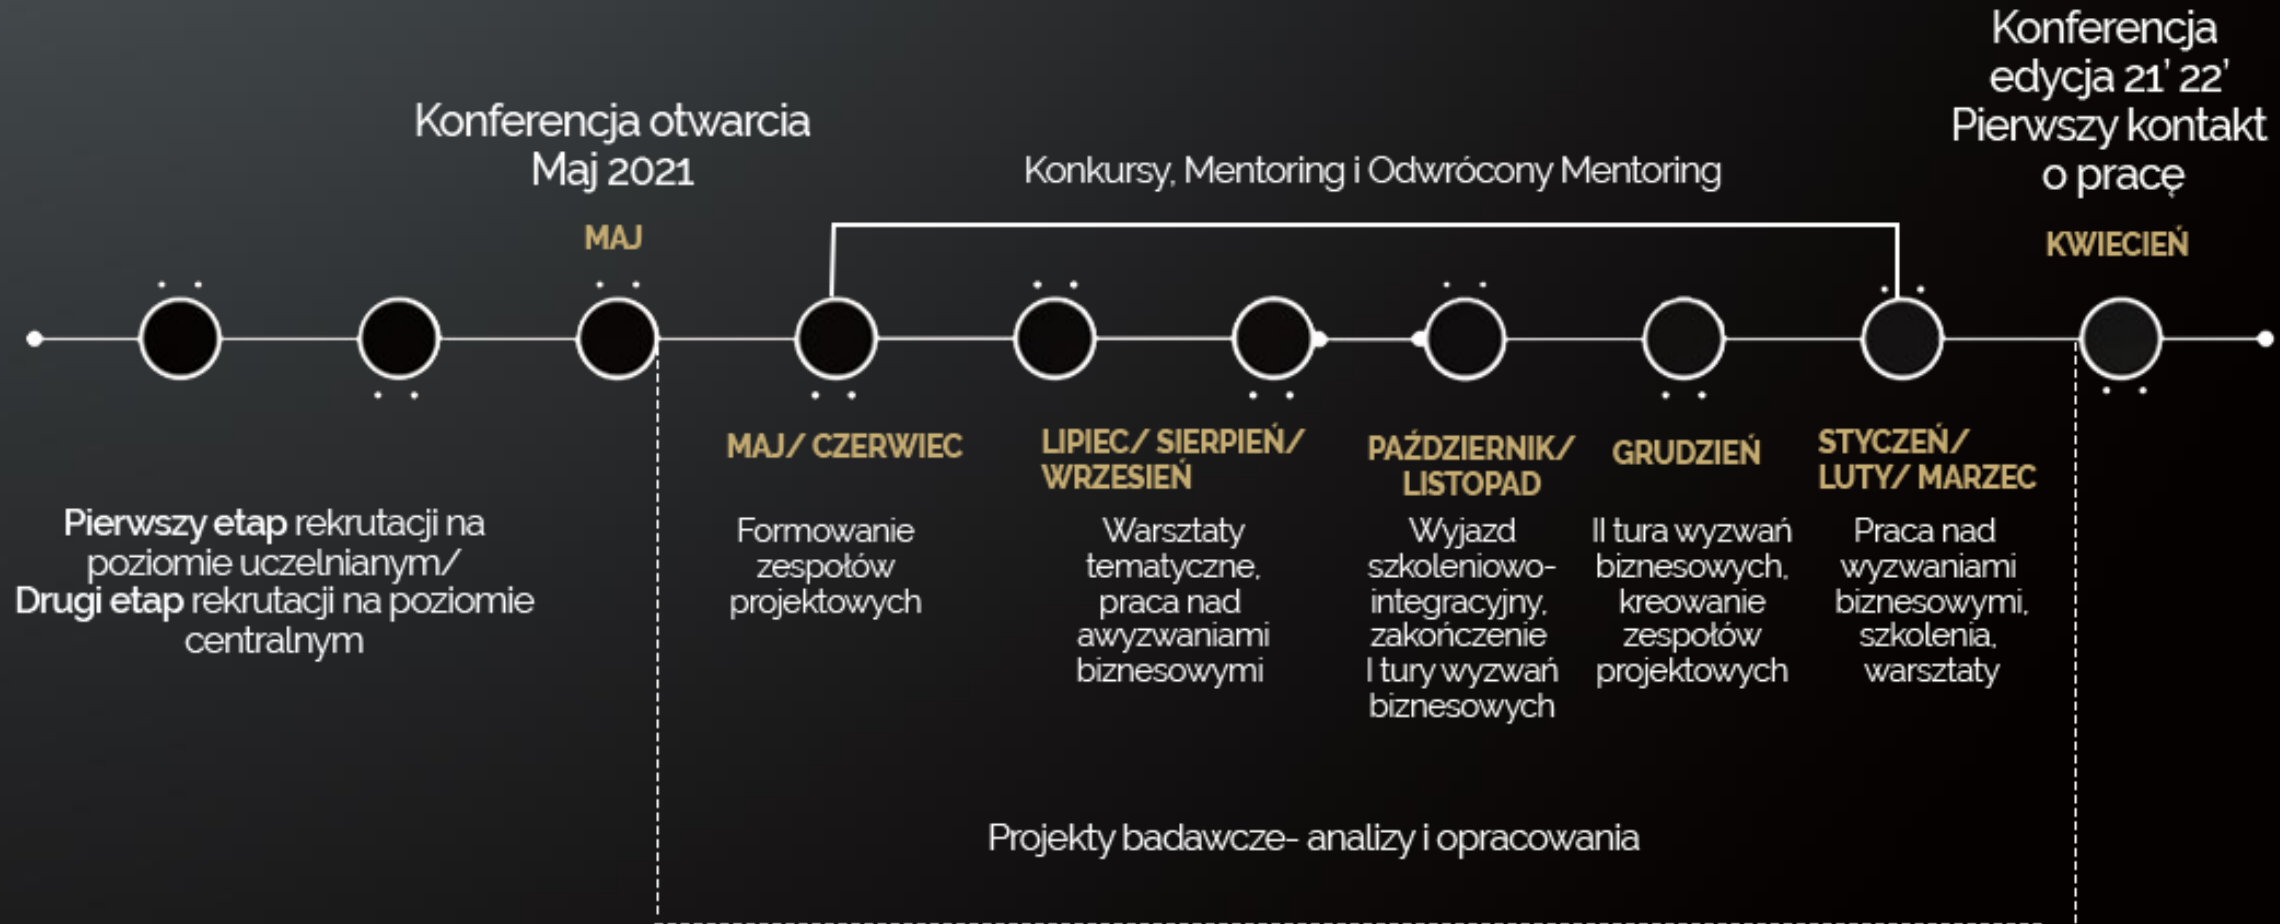 Konferencja
edycja 21’ 22’
Pierwszy kontakt
o pracę
KWIECIEŃ
Konferencja otwarcia
Maj 2021
MAJ
Konkursy, Mentoring i Odwrócony Mentoring
Pierwszy etap rekrutacji na
poziomie uczelnianym/
Drugi etap rekrutacji na poziomie
centralnym
MAJ/ CZERWIEC
Formowanie
zespołów
projektowych
LIPIEC/ SIERPIEŃ/
WRZESIEŃ
Warsztaty
tematyczne,
praca nad
awyzwaniami
biznesowymi
PAŹDZIERNIK/
LISTOPAD
Wyjazd
szkoleniowo-
integracyjny,
zakończenie
I tury wyzwań
biznesowych
GRUDZIEŃ
II tura wyzwań
biznesowych,
kreowanie
zespołów
projektowych
STYCZEŃ/
LUTY/ MARZEC
Praca nad
wyzwaniami
biznesowymi,
szkolenia,
warsztaty
Projekty badawcze- analizy i opracowania